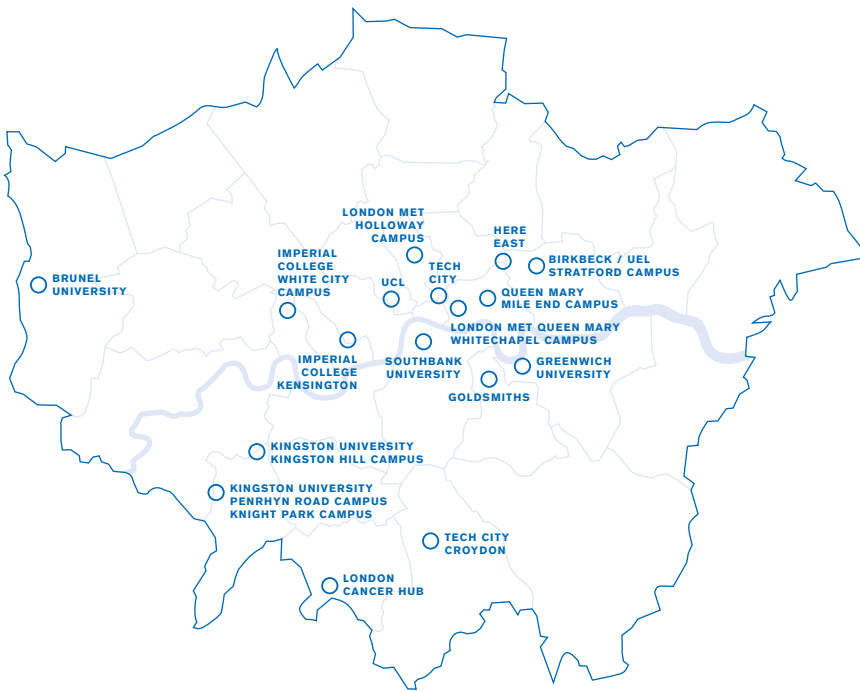 LONDON MET
HOLLOWAY
CAMPUS
HERE
EAST
IMPERIAL
COLLEGE
WHITE CITY
CAMPUS
BIRKBECK / UEL
STRATFORD CAMPUS
TECH
CITY
BRUNEL
UNIVERSITY
UCL
QUEEN MARY
MILE END CAMPUS
LONDON MET QUEEN MARY
WHITECHAPEL CAMPUS
IMPERIAL
COLLEGE
KENSINGTON
SOUTHBANK
UNIVERSITY
GREENWICH
UNIVERSITY
GOLDSMITHS
KINGSTON UNIVERSITY
KINGSTON HILL CAMPUS
KINGSTON UNIVERSITY
PENRHYN ROAD CAMPUS
KNIGHT PARK CAMPUS
TECH CITY
CROYDON
LONDON
CANCER HUB